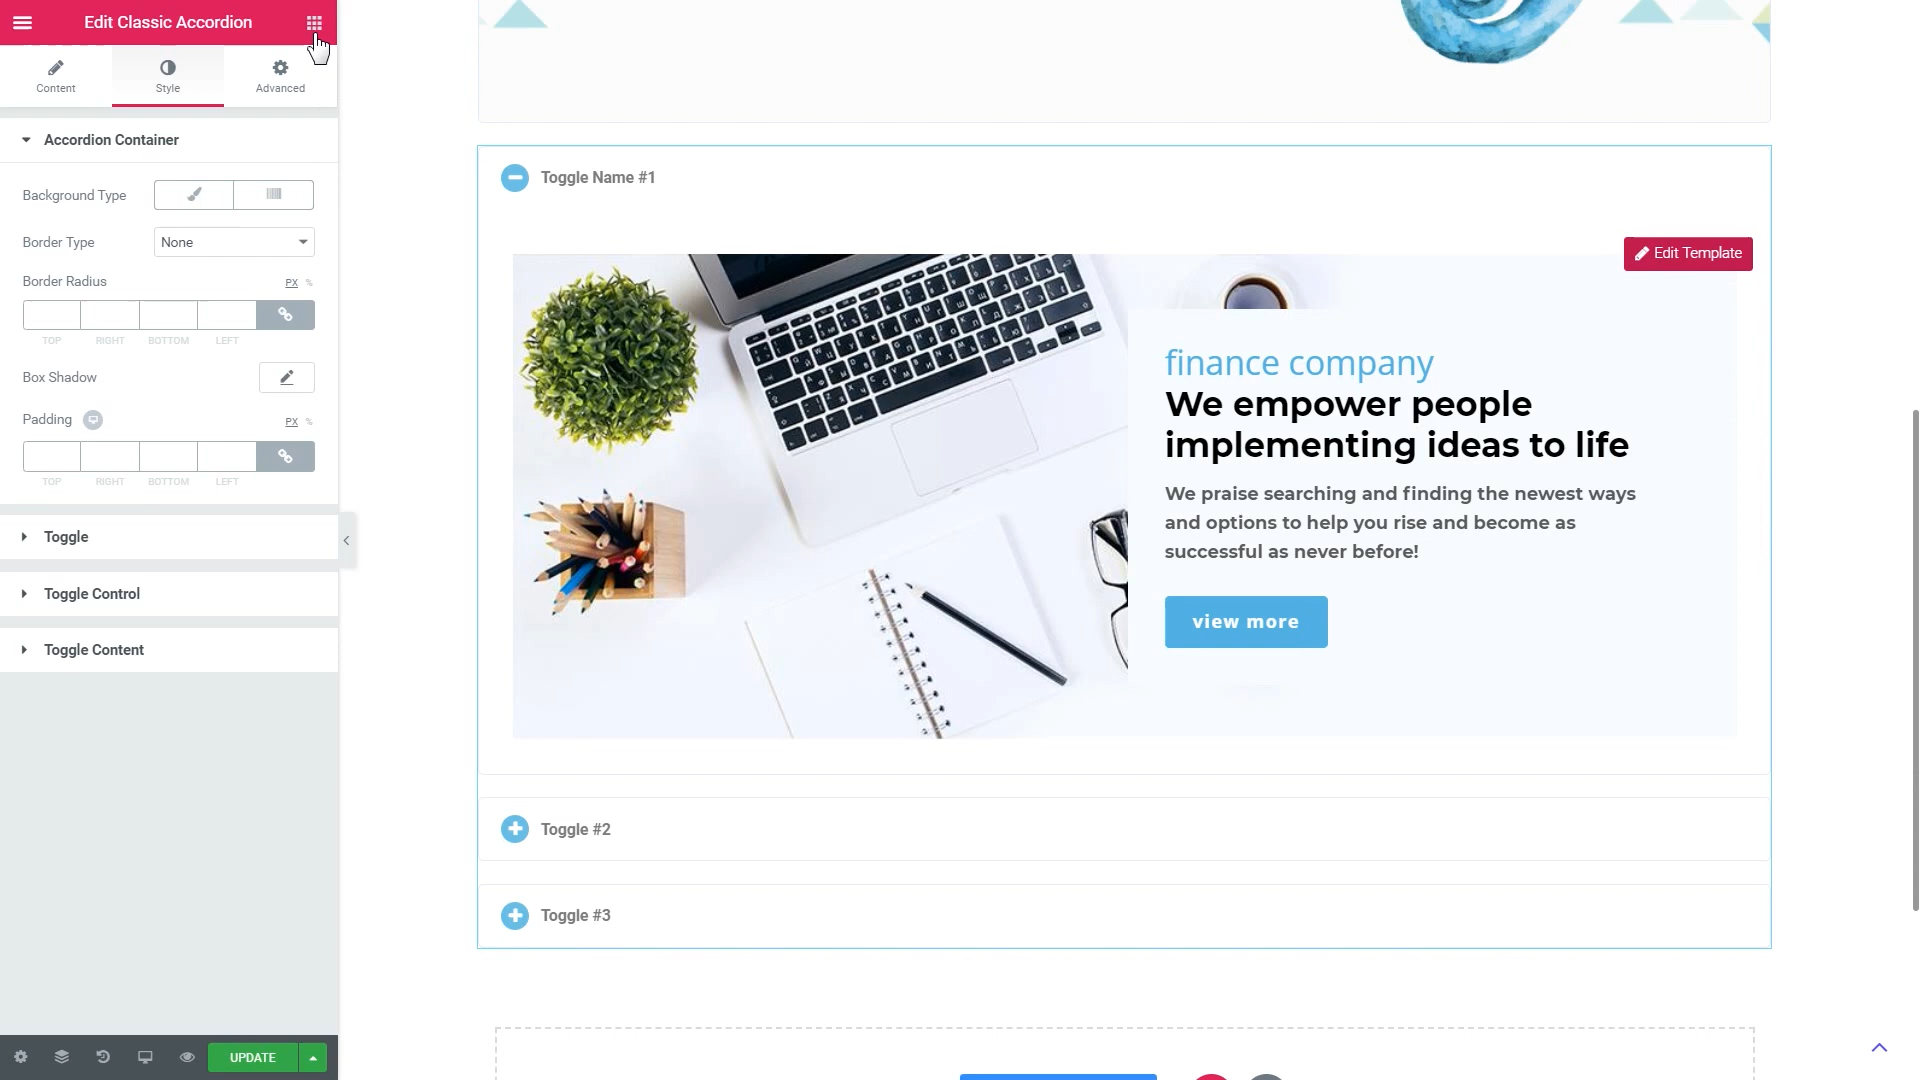 Edit Classic Accordion
Content
Style
Advanced
Accordion Container
Background Type
Border Type
None
Border Radius
PX %
TOP RIGHT BOTTOM LEFT
Box Shadow
Padding
PX %
TOP RIGHT BOTTOM LEFT
Toggle
Toggle Control
Toggle Content
UPDATE
Toggle Name #1
Edit Template
finance company
We empower people
implementing ideas to life
We praise searching and finding the newest ways
and options to help you rise and become as
successful as never before!
view more
Toggle #2
Toggle #3